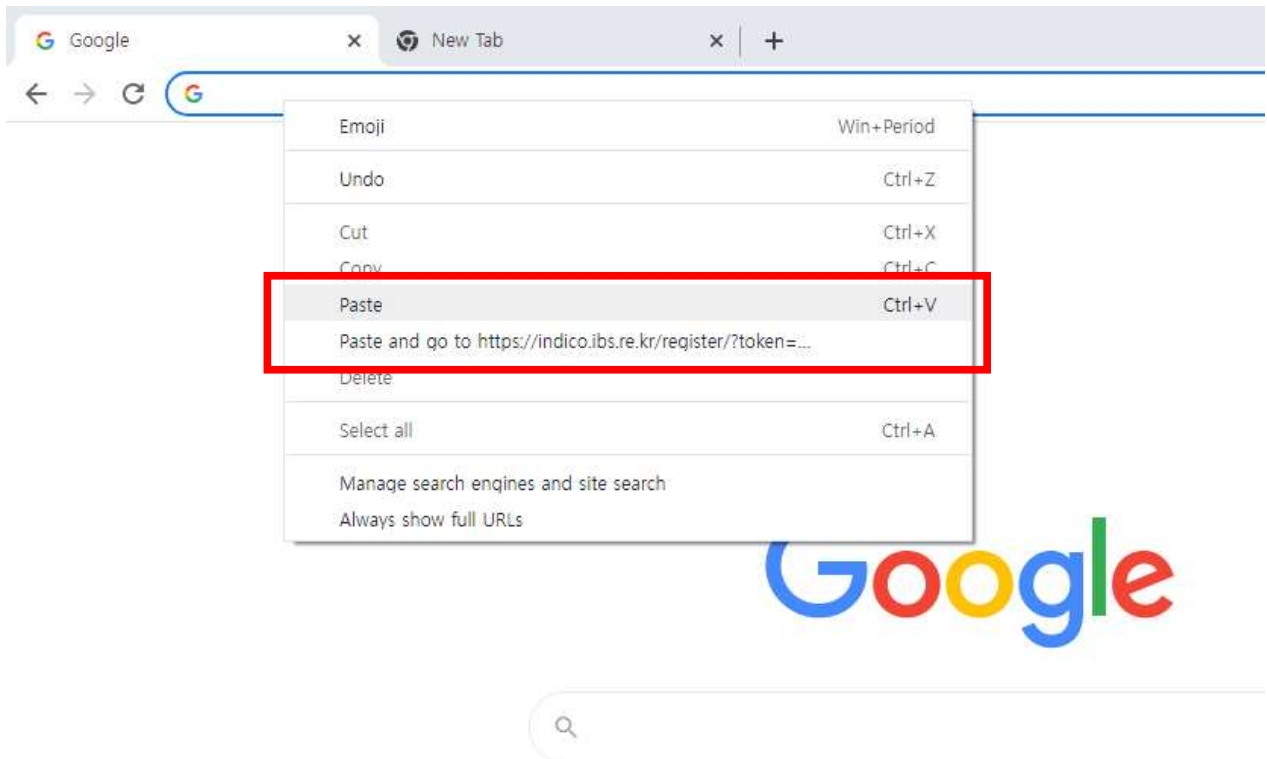 Google
New Tab
Emoji Win+Period
Undo Ctrl+Z
Cut Ctrl+X
Copy Ctrl+C
Paste Ctrl+V
Paste and go to https://indico.ibs.re.kr/register/?token=...
Delete
Select all Ctrl+A
Manage search engines and site search
Always show full URLs
Google